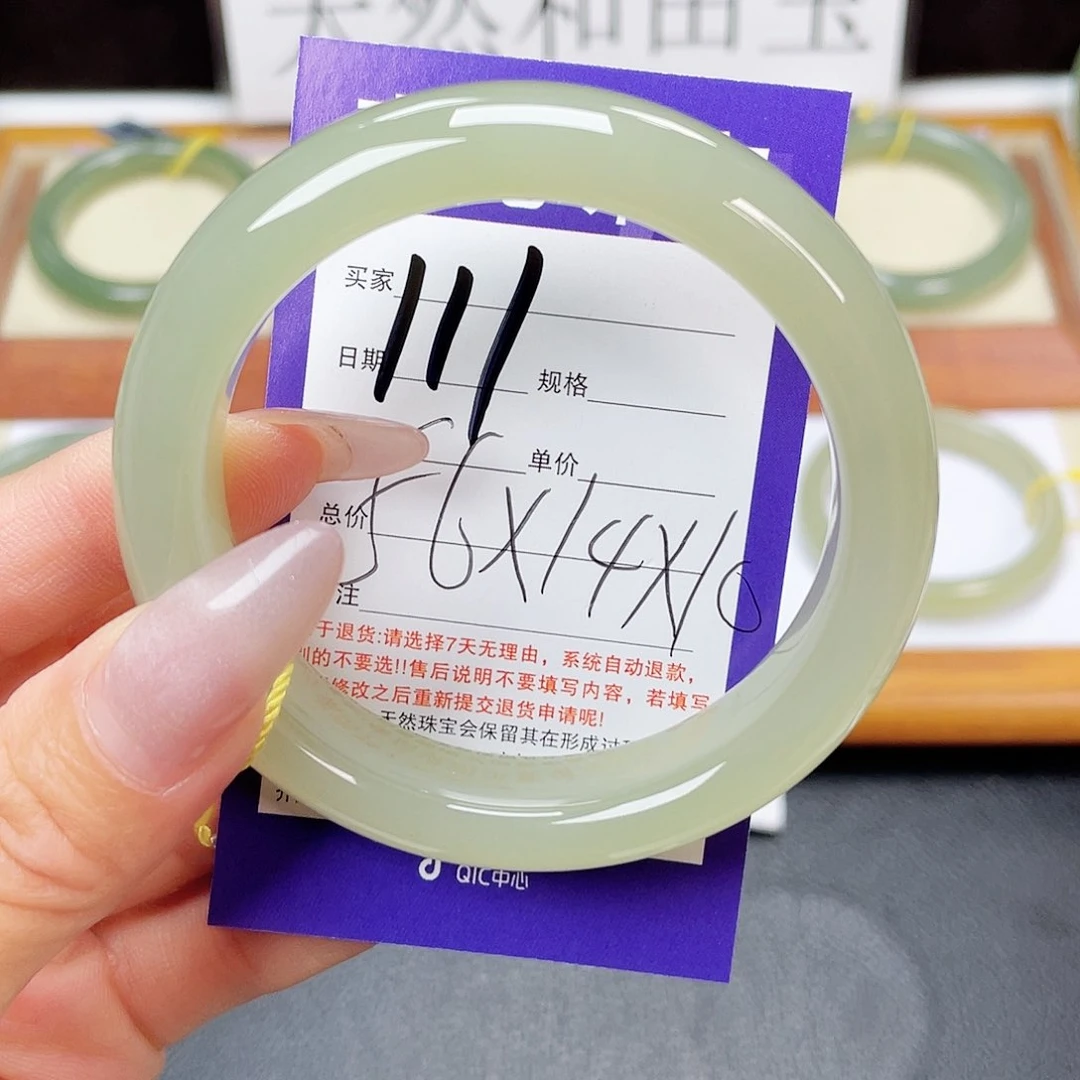 天然和田玉
买家
111
日期 规格
单价
总价
56X14X10
注
于退货:请选择7天无理由，系统自动退款，
的不要选!!售后说明不要填写内容，若填写
修改之后重新提交退货申请呢!
天然珠宝会保留其在形成过
QIC中心